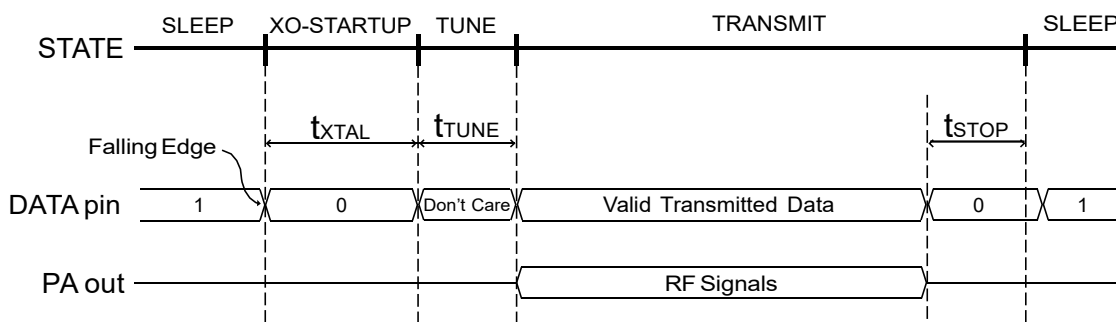 SLEEP XO-STARTUP TUNE TRANSMIT SLEEP
STATE
tXTAL tTUNE tSTOP
Falling Edge
DATA pin 1 0 Don't Care Valid Transmitted Data 0 1
PA out RF Signals